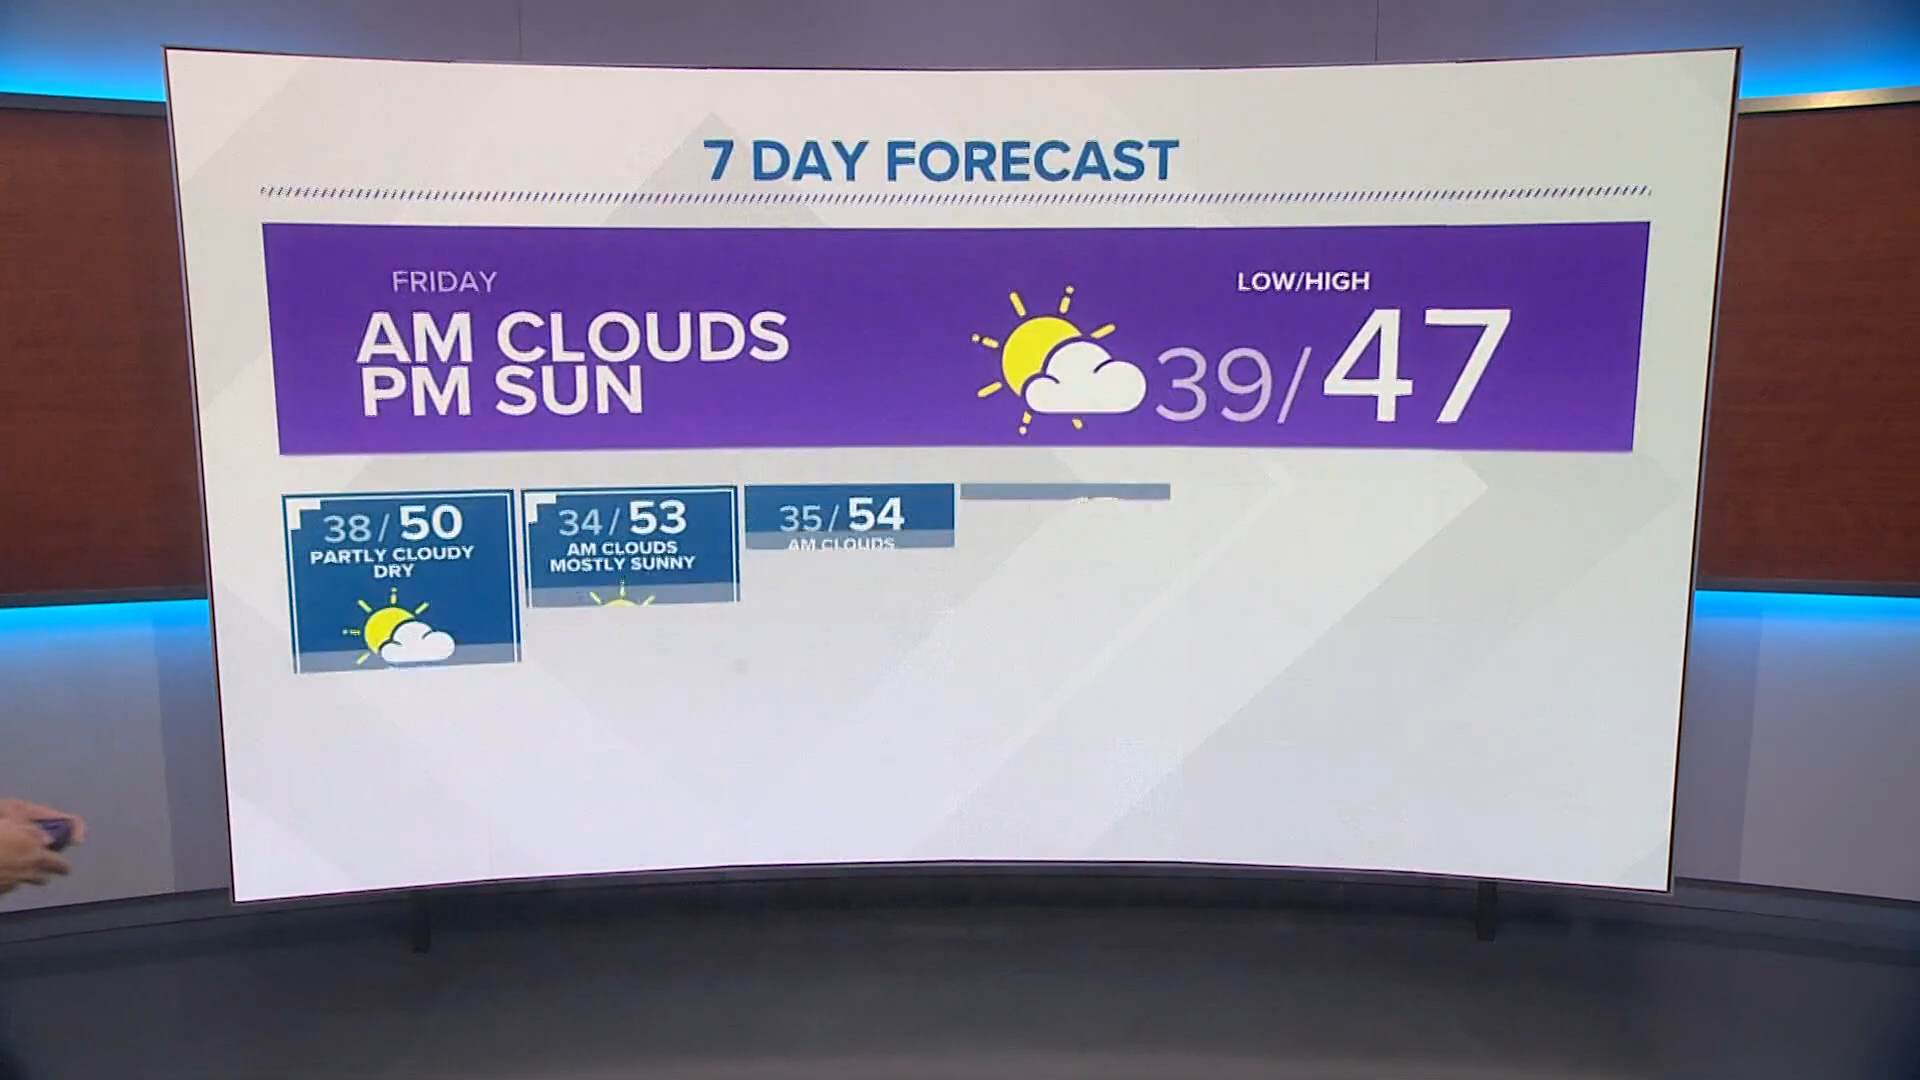 7 DAY FORECAST
FRIDAY
AM CLOUDS
PM SUN
LOW/HIGH
39/47
38/50
PARTLY CLOUDY
DRY
34/53
AM CLOUDS
MOSTLY SUNNY
35/54
AM CLOUDS